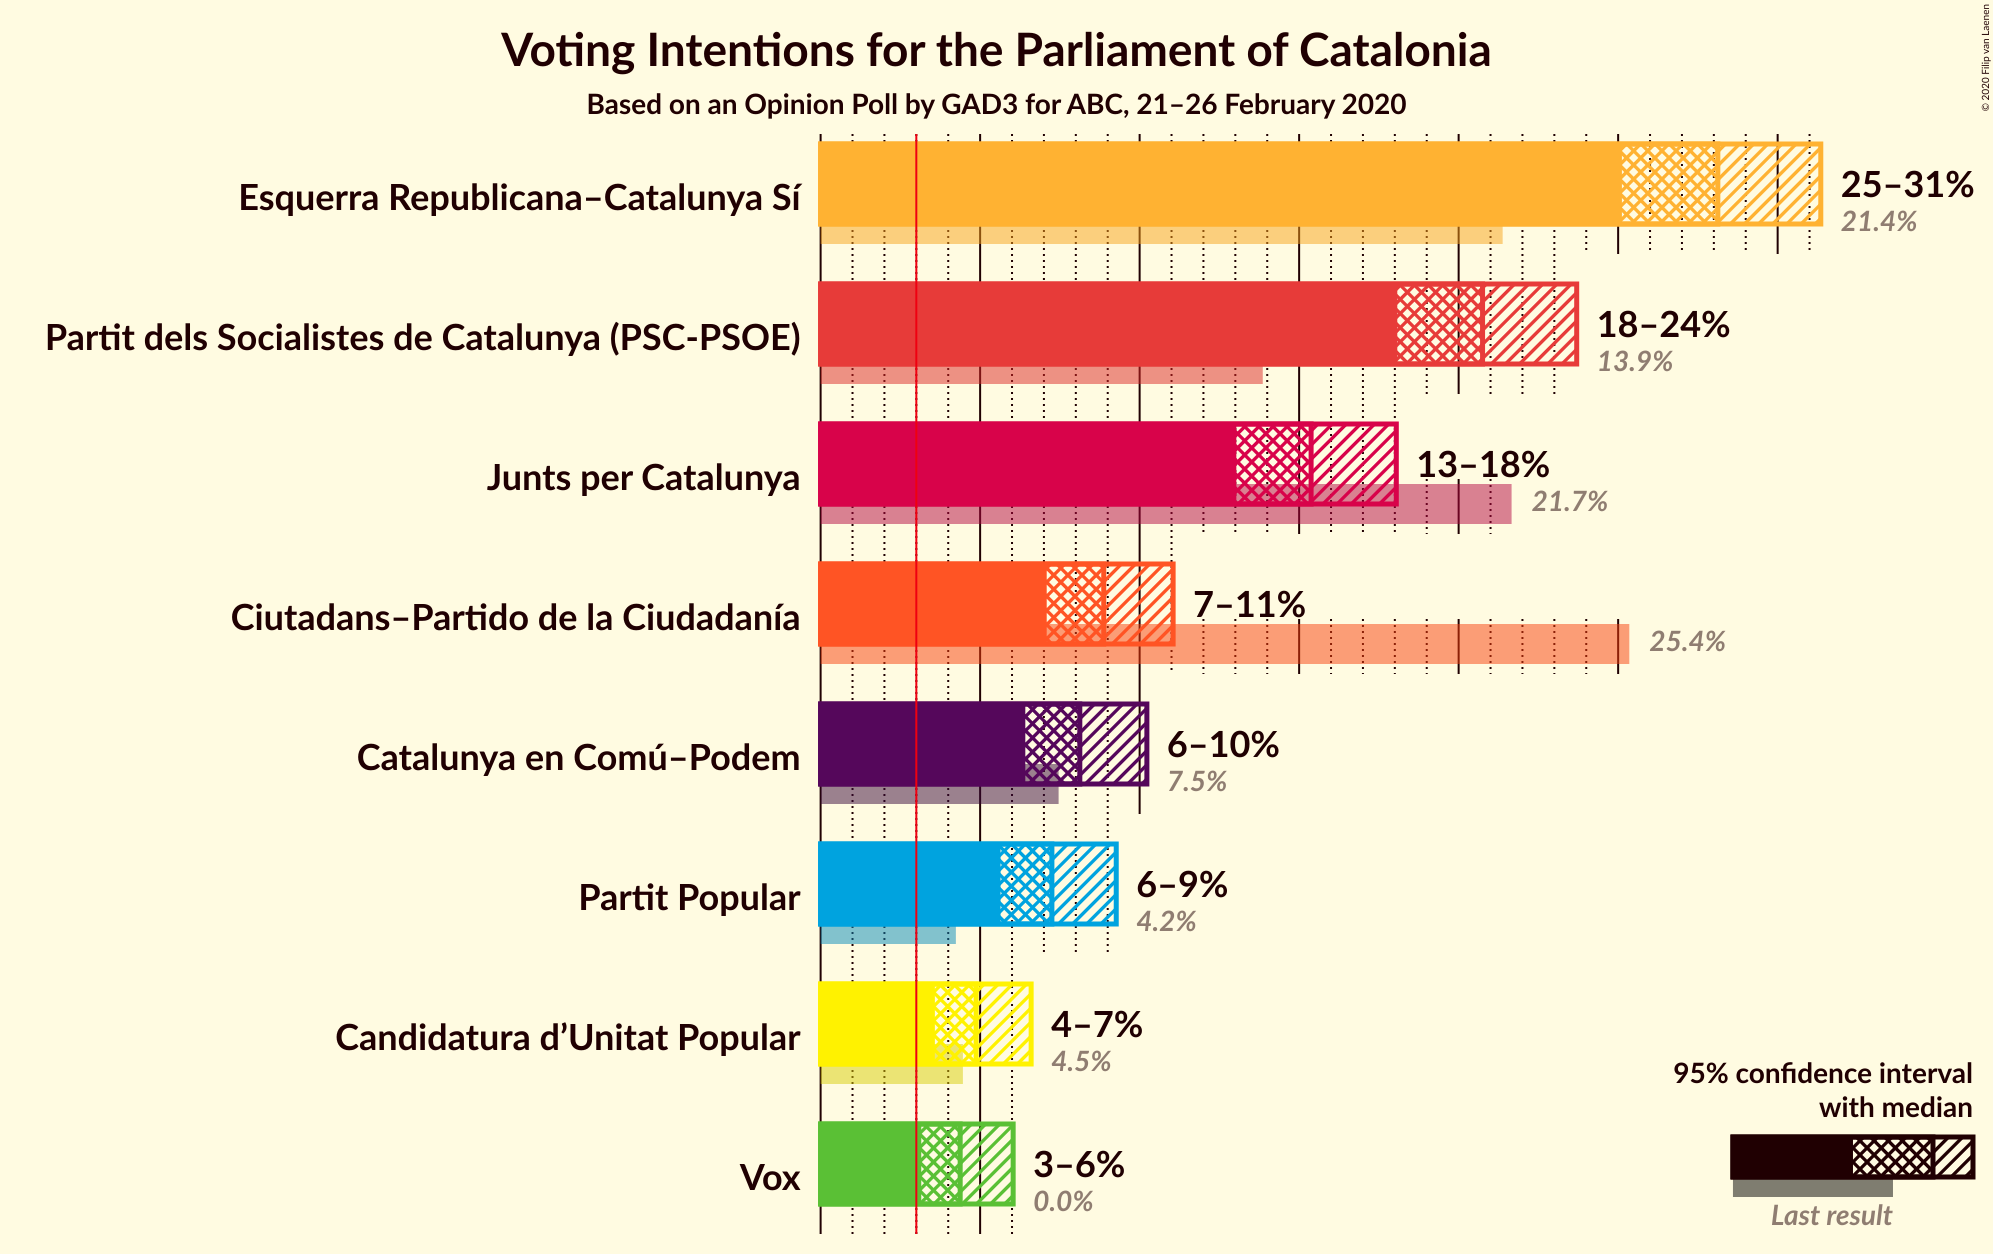 Voting Intentions for the Parliament of Catalonia
Based on an Opinion Poll by GAD3 for ABC, 21–26 February 2020
© 2020 Filip van Laenen
Esquerra Republicana–Catalunya Sí
25–31%
21.4%
Partit dels Socialistes de Catalunya (PSC-PSOE)
18–24%
13.9%
Junts per Catalunya
13–18%
21.7%
Ciutadans–Partido de la Ciudadanía
7–11%
25.4%
Catalunya en Comú–Podem
6–10%
7.5%
Partit Popular
6–9%
4.2%
Candidatura d’Unitat Popular
4–7%
4.5%
Vox
3–6%
0.0%
95% confidence interval
with median
Last result